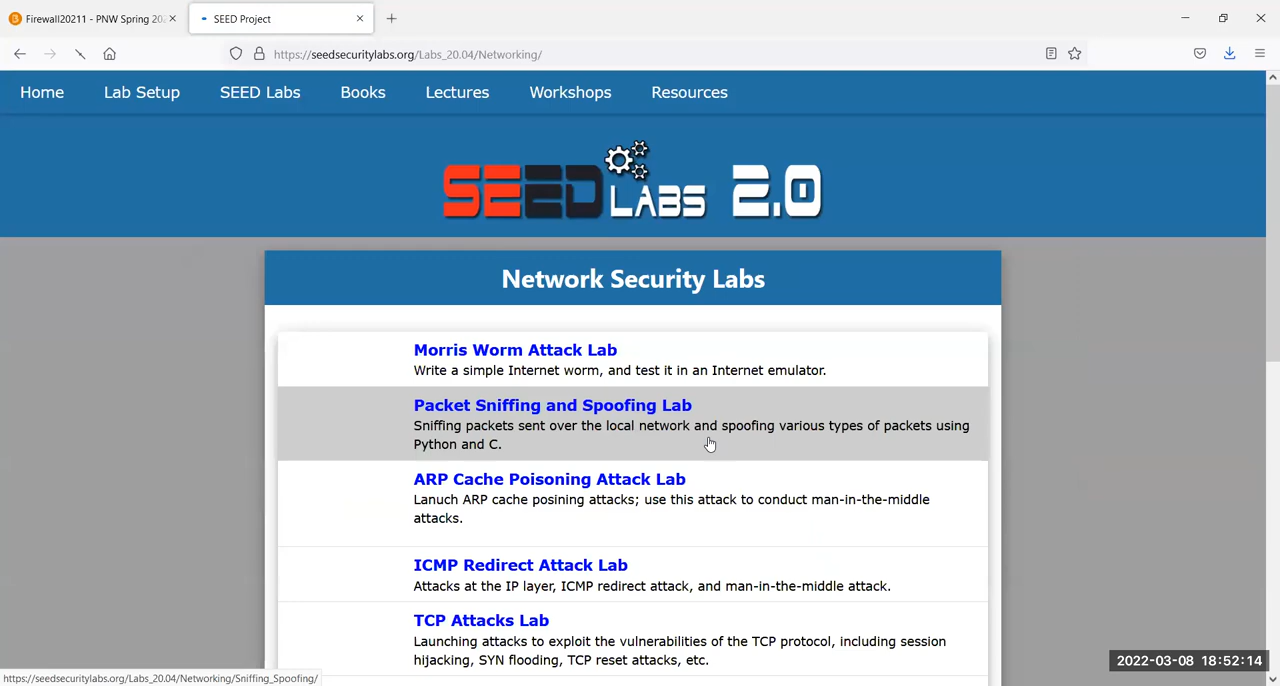 Firewall20211 - PNW Spring 20
SEED Project
https://seedsecuritylabs.org/Labs_20.04/Networking/
Home Lab Setup SEED Labs Books Lectures Workshops Resources
SEED LABS 2.0
Network Security Labs
Morris Worm Attack Lab
Write a simple Internet worm, and test it in an Internet emulator.
Packet Sniffing and Spoofing Lab
Sniffing packets sent over the local network and spoofing various types of packets using
Python and C.
ARP Cache Poisoning Attack Lab
Lanuch ARP cache posining attacks; use this attack to conduct man-in-the-middle
attacks.
ICMP Redirect Attack Lab
Attacks at the IP layer, ICMP redirect attack, and man-in-the-middle attack.
TCP Attacks Lab
Launching attacks to exploit the vulnerabilities of the TCP protocol, including session
hijacking, SYN flooding, TCP reset attacks, etc.
2022-03-08 18:52:14
https://seedsecuritylabs.org/Labs_20.04/Networking/Sniffing_Spoofing/